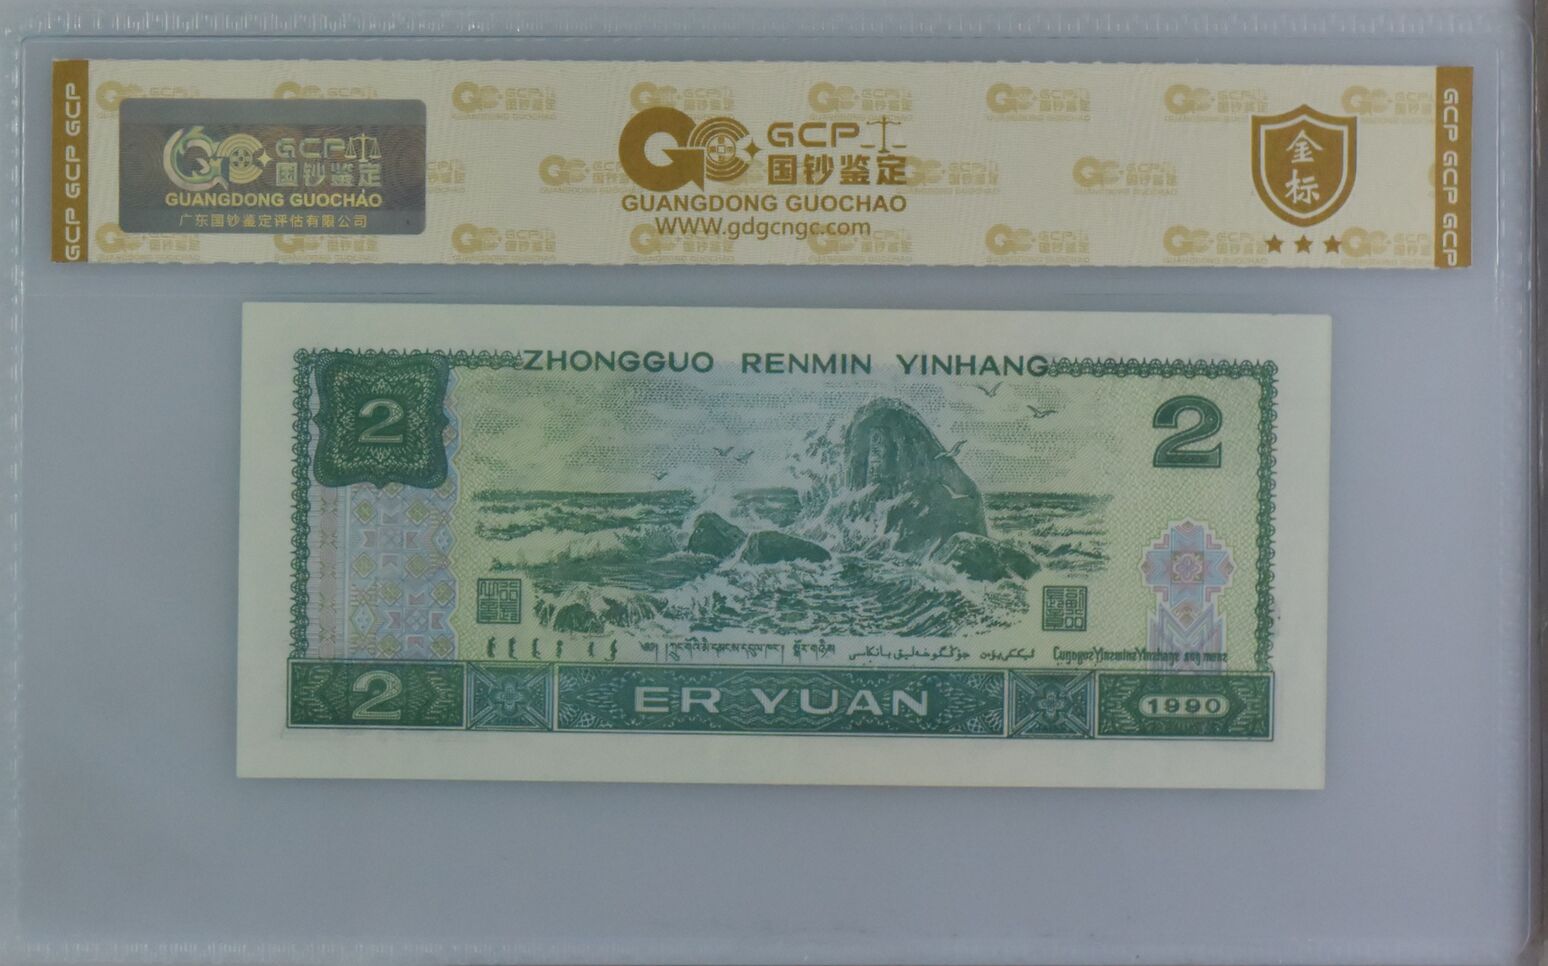 GCP GCP GCP
GCP
国钞鉴定
GUANGDONG GUOCHAO
广东国钞鉴定评估有限公司
GCP
国钞鉴定
GUANGDONG GUOCHAO
WWW.gdgcngc.com
金标
GCP GCP GCP
ZHONGGUO RENMIN YINHANG
2
2
2
ER YUAN
1990